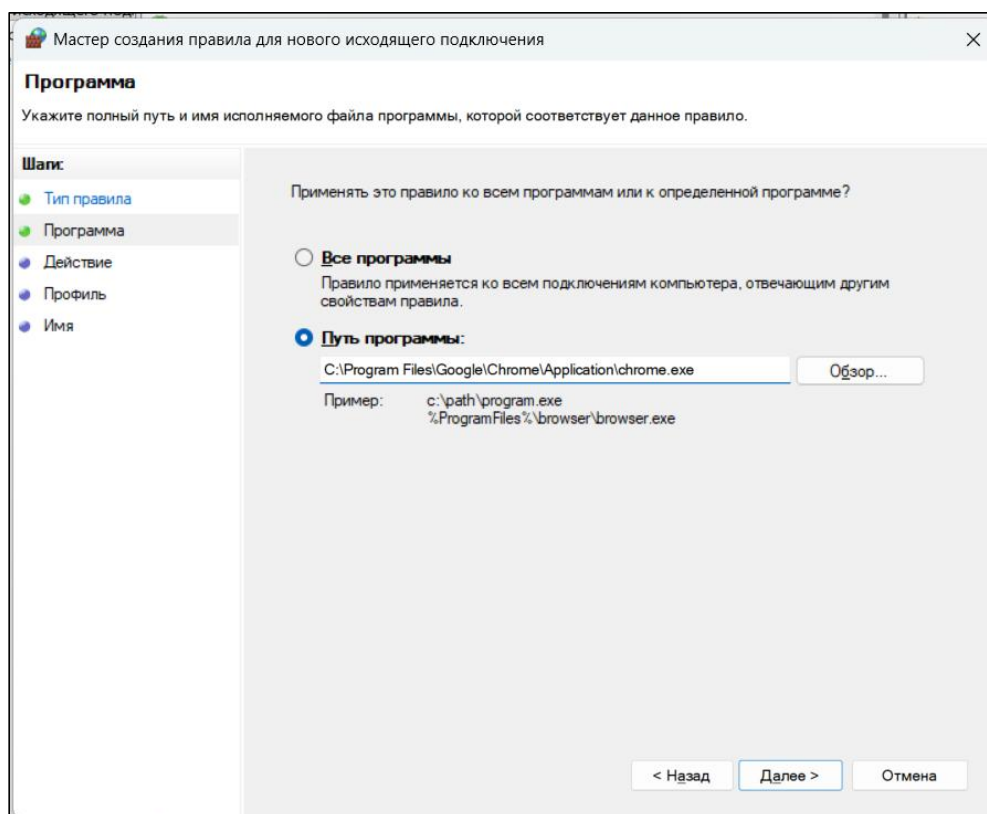 Мастер создания правила для нового исходящего подключения
Программа
Укажите полный путь и имя исполняемого файла программы, которой соответствует данное правило.
Шаги:
Тип правила
Программа
Действие
Профиль
Имя
Применять это правило ко всем программам или к определенной программе?
Все программы
Правило применяется ко всем подключениям компьютера, отвечающим другим
свойствам правила.
Путь программы:
C:\Program Files\Google\Chrome\Application\chrome.exe
Обзор...
Пример: c:\path\program.exe
%ProgramFiles%\browser\browser.exe
< Назад
Далее >
Отмена